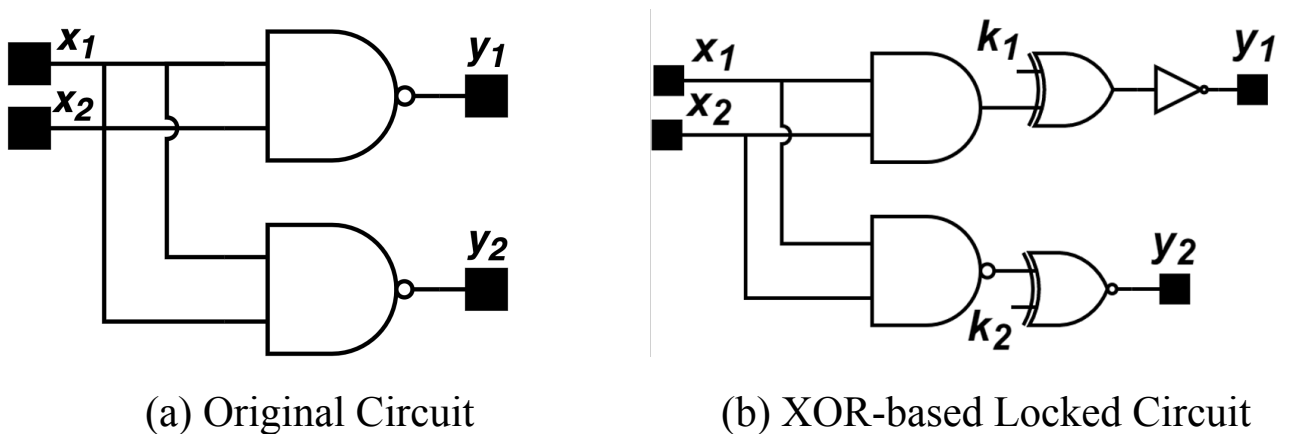 x₁
x₂
y₁
y₂
(a) Original Circuit
x₁
x₂
k₁
y₁
k₂
y₂
(b) XOR-based Locked Circuit